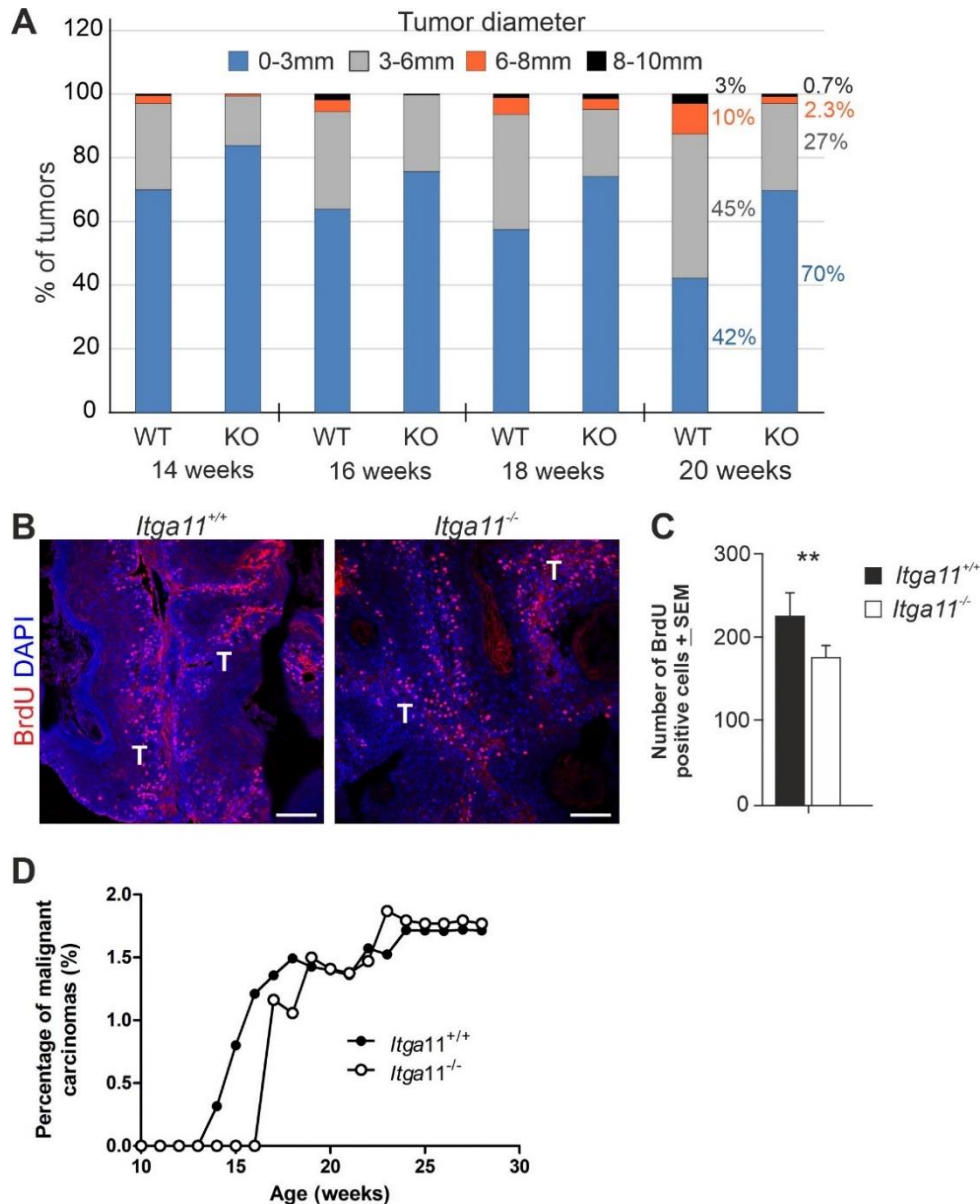 A
Tumor diameter
0-3mm 3-6mm 6-8mm 8-10mm
% of tumors
120
100
80
60
40
20
0
3%
10%
45%
42%
0.7%
2.3%
27%
70%
WT KO WT KO WT KO WT KO
14 weeks 16 weeks 18 weeks 20 weeks
B
Itga11+/+ Itga11-/-
BrdU DAPI
T
T
T
T
C
Number of BrdU
positive cells + SEM
300
200
100
0
**
Itga11+/+
Itga11-/-
D
Percentage of malignant
carcinomas (%)
2.0
1.5
1.0
0.5
0.0
Itga11+/+
Itga11-/-
10 15 20 25 30
Age (weeks)